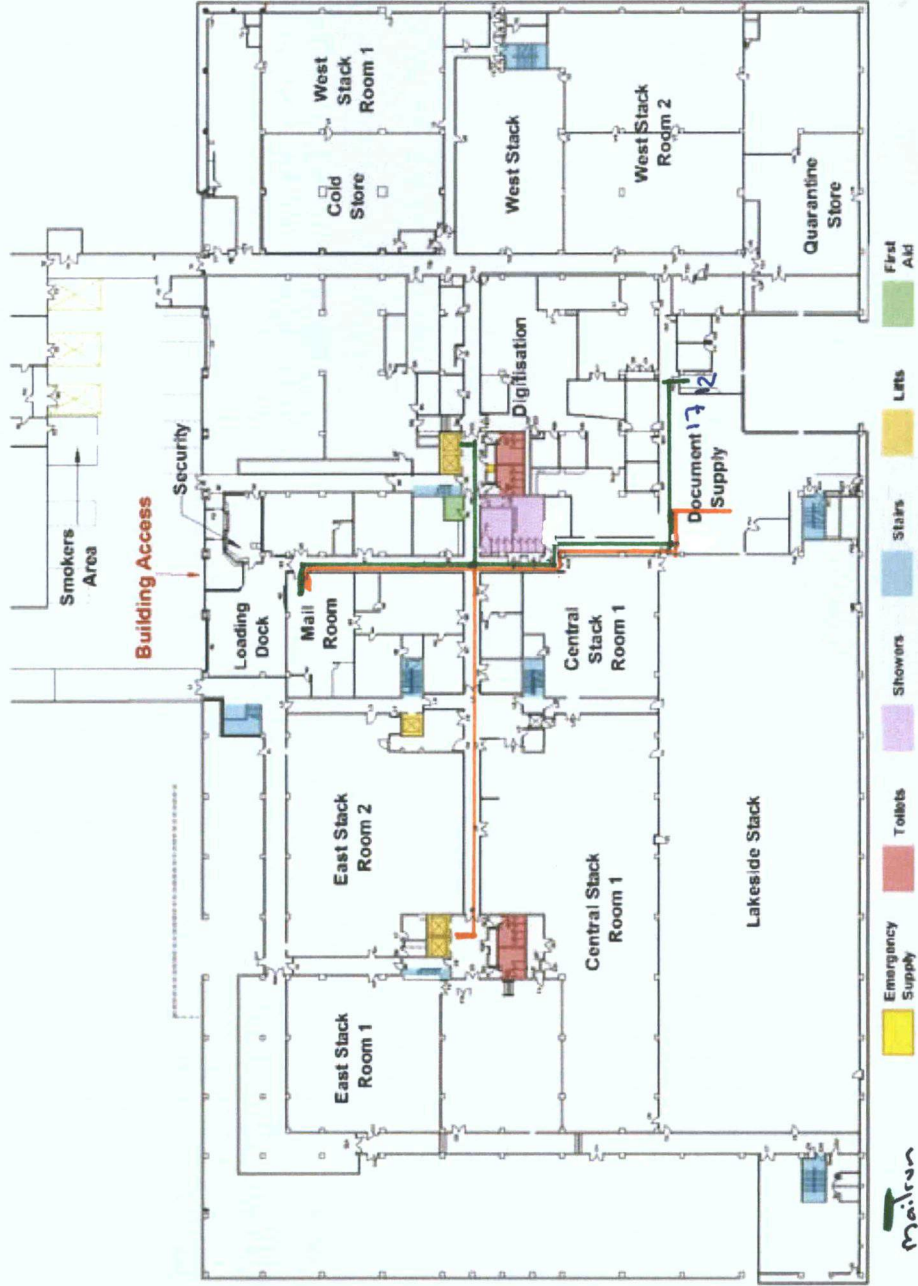 Smokers
Area
Building Access
Security
Loading
Dock
Mail
Room
West
Stack
Room 1
Cold
Store
West Stack
West Stack
Room 2
Quarantine
Store
Digitisation
Document
Supply
17 12
East Stack
Room 2
East Stack
Room 1
Central
Stack
Room 1
Central Stack
Room 1
Lakeside Stack
Mailrun
Emergency
Supply
Toilets
Showers
Stairs
Lifts
First
Aid